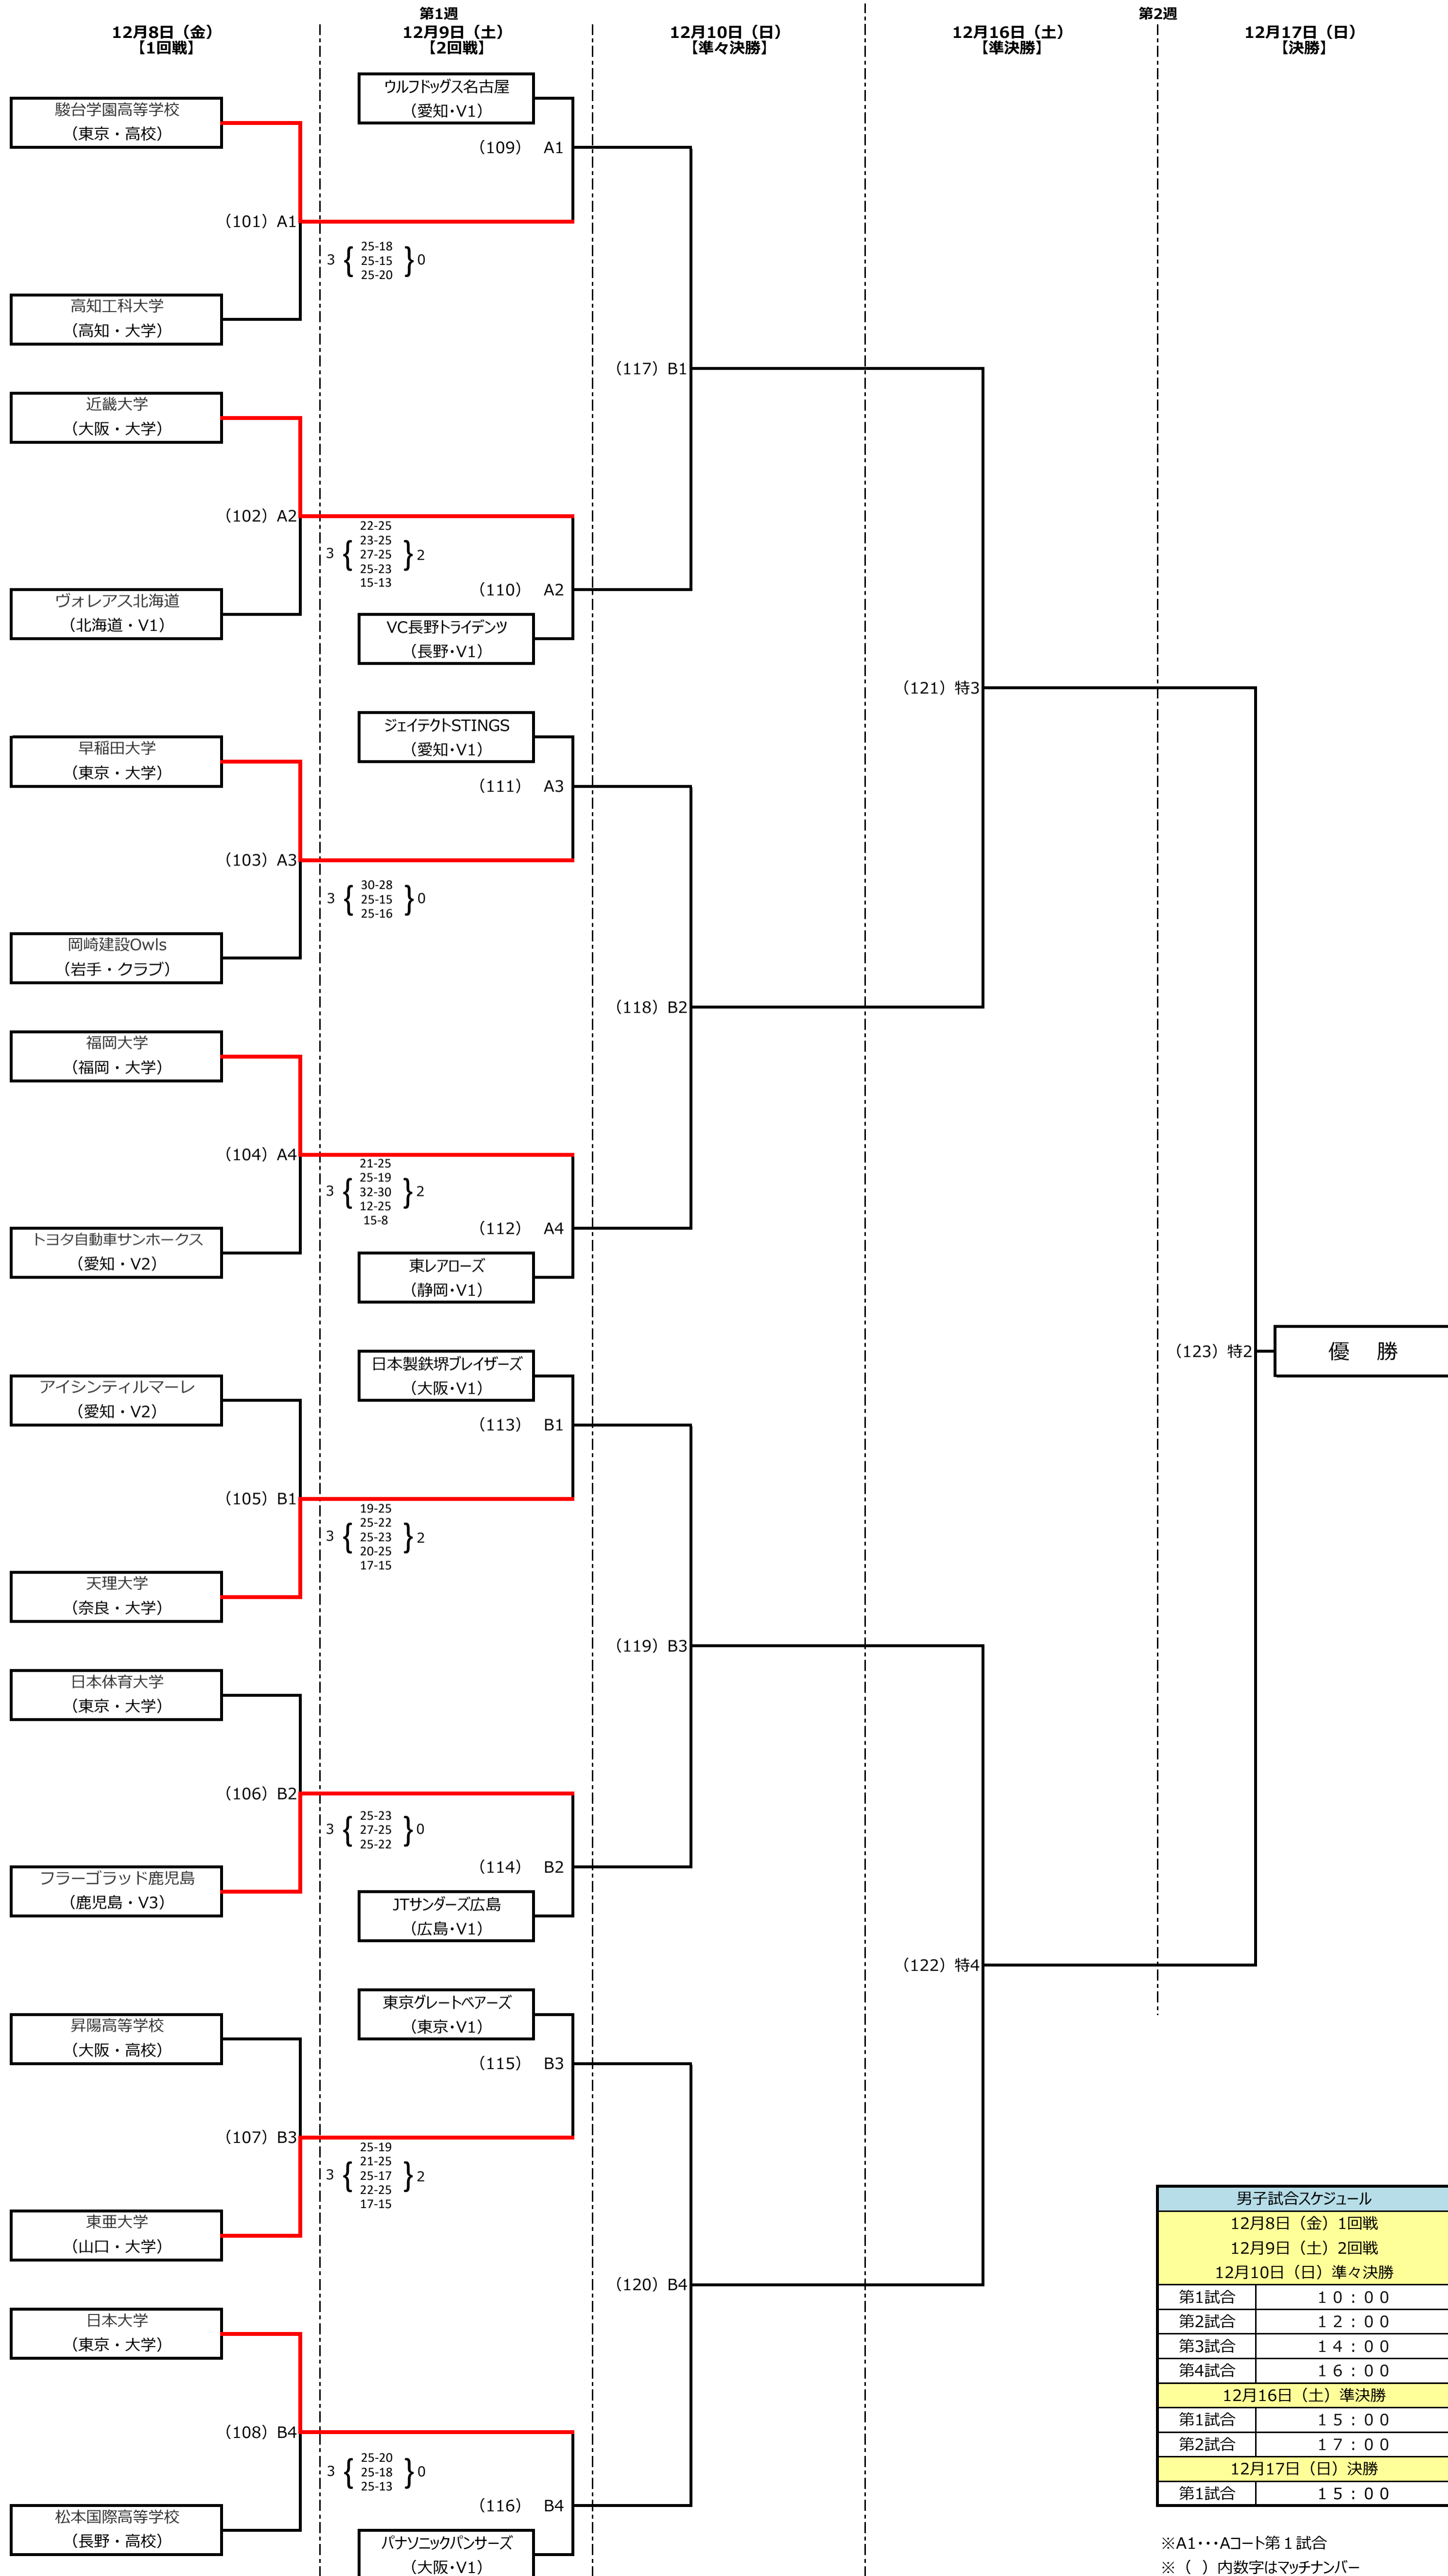 第1週
第2週
12月8日（金）
【1回戦】
12月9日（土）
【2回戦】
12月10日（日）
【準々決勝】
12月16日（土）
【準決勝】
12月17日（日）
【決勝】
ウルフドッグス名古屋
（愛知・V1）
駿台学園高等学校
（東京・高校）
（109） A1
（101）A1
3 { 25-18
25-15
25-20 } 0
高知工科大学
（高知・大学）
（117）B1
近畿大学
（大阪・大学）
（102）A2
3 { 22-25
23-25
27-25
25-23
15-13 } 2
（110） A2
ヴォレアス北海道
（北海道・V1）
VC長野トライデンツ
（長野・V1）
（121）特3
ジェイテクトSTINGS
（愛知・V1）
早稲田大学
（東京・大学）
（111） A3
（103）A3
3 { 30-28
25-15
25-16 } 0
岡崎建設Owls
（岩手・クラブ）
（118）B2
福岡大学
（福岡・大学）
（104）A4
3 { 21-25
25-19
32-30
12-25
15-8 } 2
（112） A4
トヨタ自動車サンホークス
（愛知・V2）
東レアローズ
（静岡・V1）
（123）特2
優　勝
日本製鉄堺ブレイザーズ
（大阪・V1）
アイシンティルマーレ
（愛知・V2）
（113） B1
（105）B1
3 { 19-25
25-22
25-23
20-25
17-15 } 2
天理大学
（奈良・大学）
（119）B3
日本体育大学
（東京・大学）
（106）B2
3 { 25-23
27-25
25-22 } 0
（114） B2
フラーゴラッド鹿児島
（鹿児島・V3）
JTサンダーズ広島
（広島・V1）
（122）特4
東京グレートベアーズ
（東京・V1）
昇陽高等学校
（大阪・高校）
（115） B3
（107）B3
3 { 25-19
21-25
25-17
22-25
17-15 } 2
東亜大学
（山口・大学）
（120）B4
日本大学
（東京・大学）
（108）B4
3 { 25-20
25-18
25-13 } 0
（116） B4
松本国際高等学校
（長野・高校）
パナソニックパンサーズ
（大阪・V1）
男子試合スケジュール
12月8日（金）1回戦
12月9日（土）2回戦
12月10日（日）準々決勝
第1試合 １０：００
第2試合 １２：００
第3試合 １４：００
第4試合 １６：００
12月16日（土）準決勝
第1試合 １５：００
第2試合 １７：００
12月17日（日）決勝
第1試合 １５：００
※A1・・・Aコート第１試合
※（ ）内数字はマッチナンバー